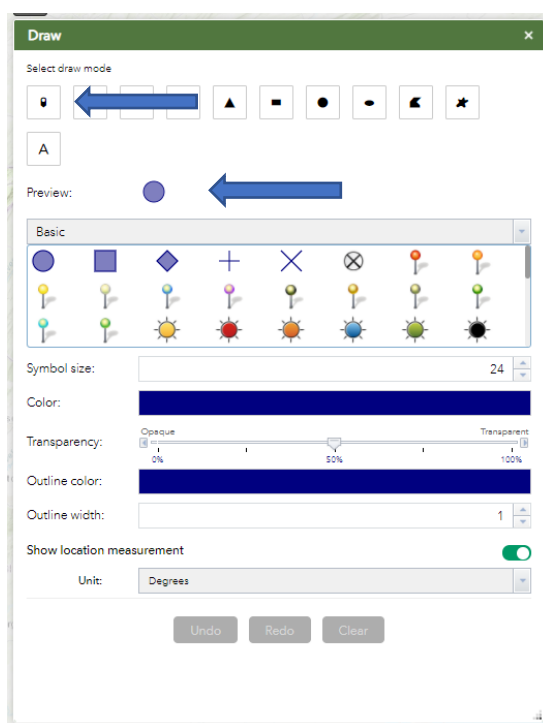 Draw ×
Select draw mode
A
Preview:
Basic
Symbol size: 24
Color:
Opaque Transparent
Transparency:
0% 50% 100%
Outline color:
Outline width: 1
Show location measurement
Unit: Degrees
Undo Redo Clear